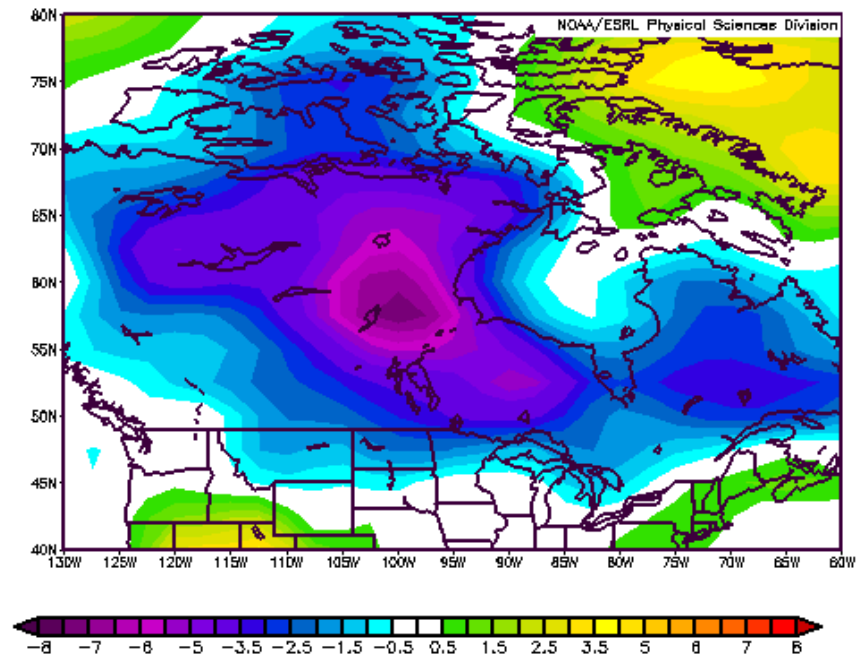 80N
NOAA/ESRL Physical Sciences Division
75N
70N
65N
60N
55N
50N
45N
40N
130W 125W 120W 115W 110W 105W 100W 95W 90W 85W 80W 75W 70W 65W 60W
-8 -7 -6 -5 -3.5 -2.5 -1.5 -0.5 0.5 1.5 2.5 3.5 5 6 7 8